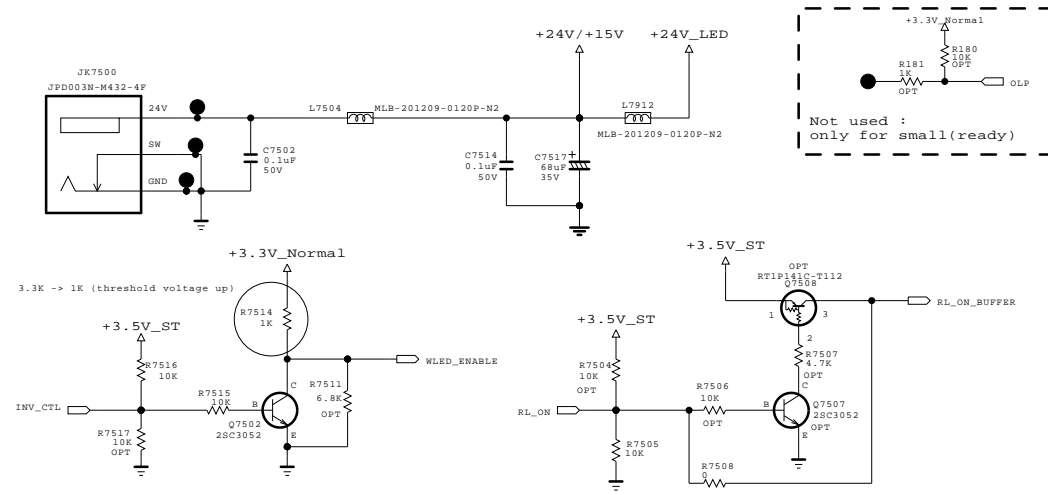 JK7500
JPD003N-M432-4F
24V
SW
GND
C7502
0.1uF
50V
L7504
MLB-201209-0120P-N2
+24V/+15V
+24V_LED
C7514
0.1uF
50V
C7517
68uF
35V
+
L7912
MLB-201209-0120P-N2
+3.3V_Normal
R180
10K
OPT
R181
1K
OPT
OLP
Not used :
only for small(ready)
3.3K -> 1K (threshold voltage up)
+3.3V_Normal
R7514
1K
+3.5V_ST
R7516
10K
INV_CTL
R7517
10K
OPT
R7515
10K
B
C
E
Q7502
2SC3052
R7511
6.8K
OPT
WLED_ENABLE
+3.5V_ST
OPT
RT1P141C-T112
Q7508
1
3
2
RL_ON_BUFFER
+3.5V_ST
R7504
10K
OPT
RL_ON
R7505
10K
R7506
10K
OPT
R7507
4.7K
OPT
B
C
E
Q7507
2SC3052
OPT
R7508
0